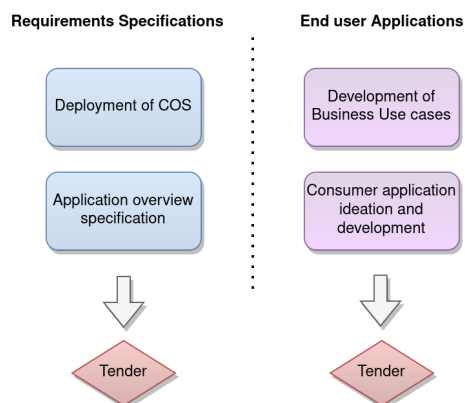 Requirements Specifications
End user Applications
Deployment of COS
Development of
Business Use cases
Application overview
specification
Consumer application
ideation and
development
Tender
Tender